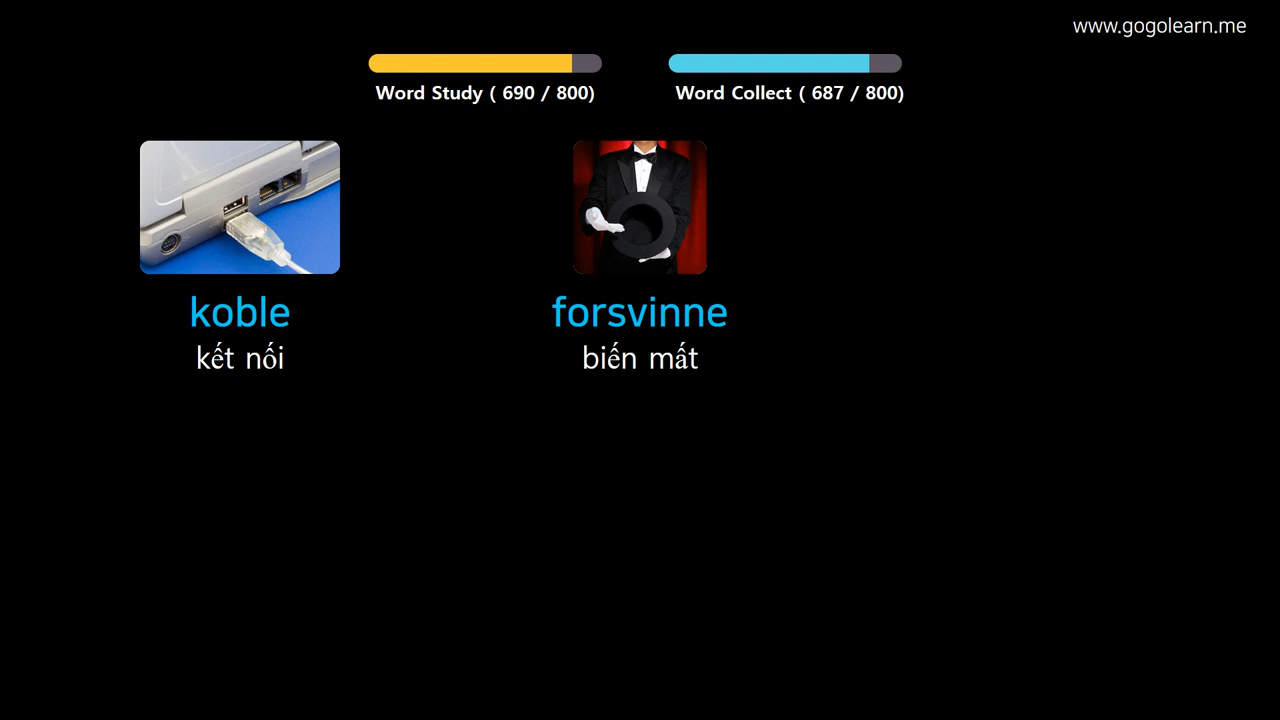 www.gogolearn.me
Word Study ( 690 / 800)
Word Collect ( 687 / 800)
koble
kết nối
forsvinne
biến mất